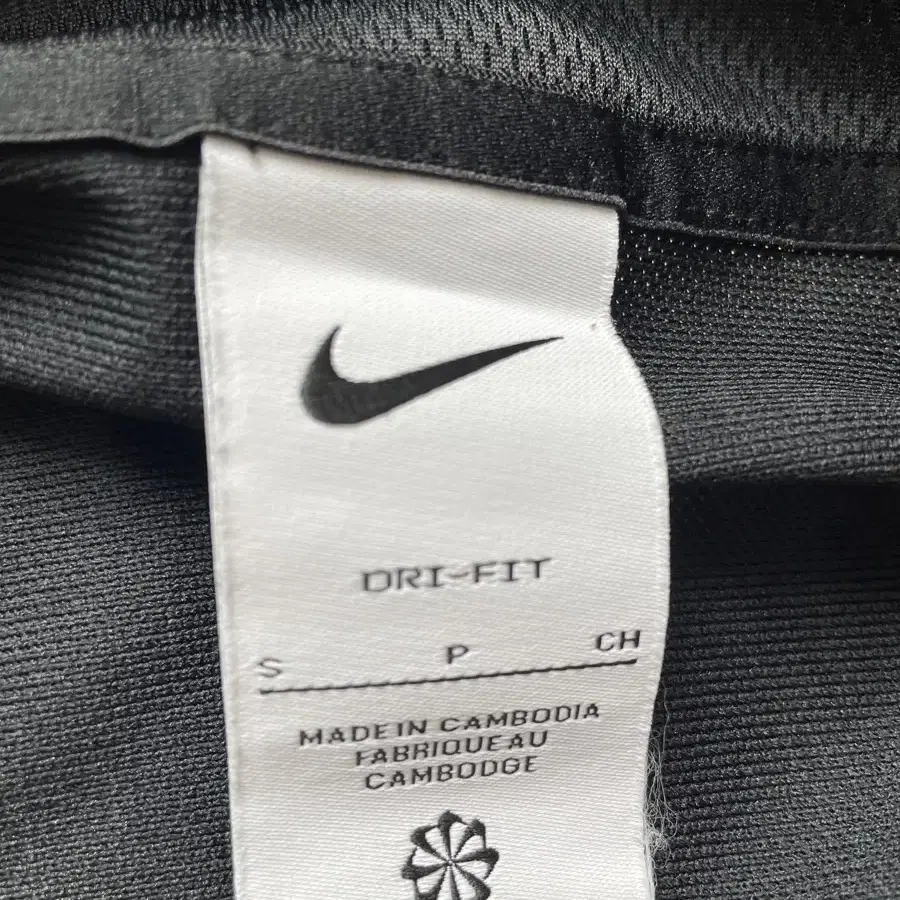 DRI-FIT
S P CH
MADE IN CAMBODIA
FABRIQUE AU
CAMBODGE